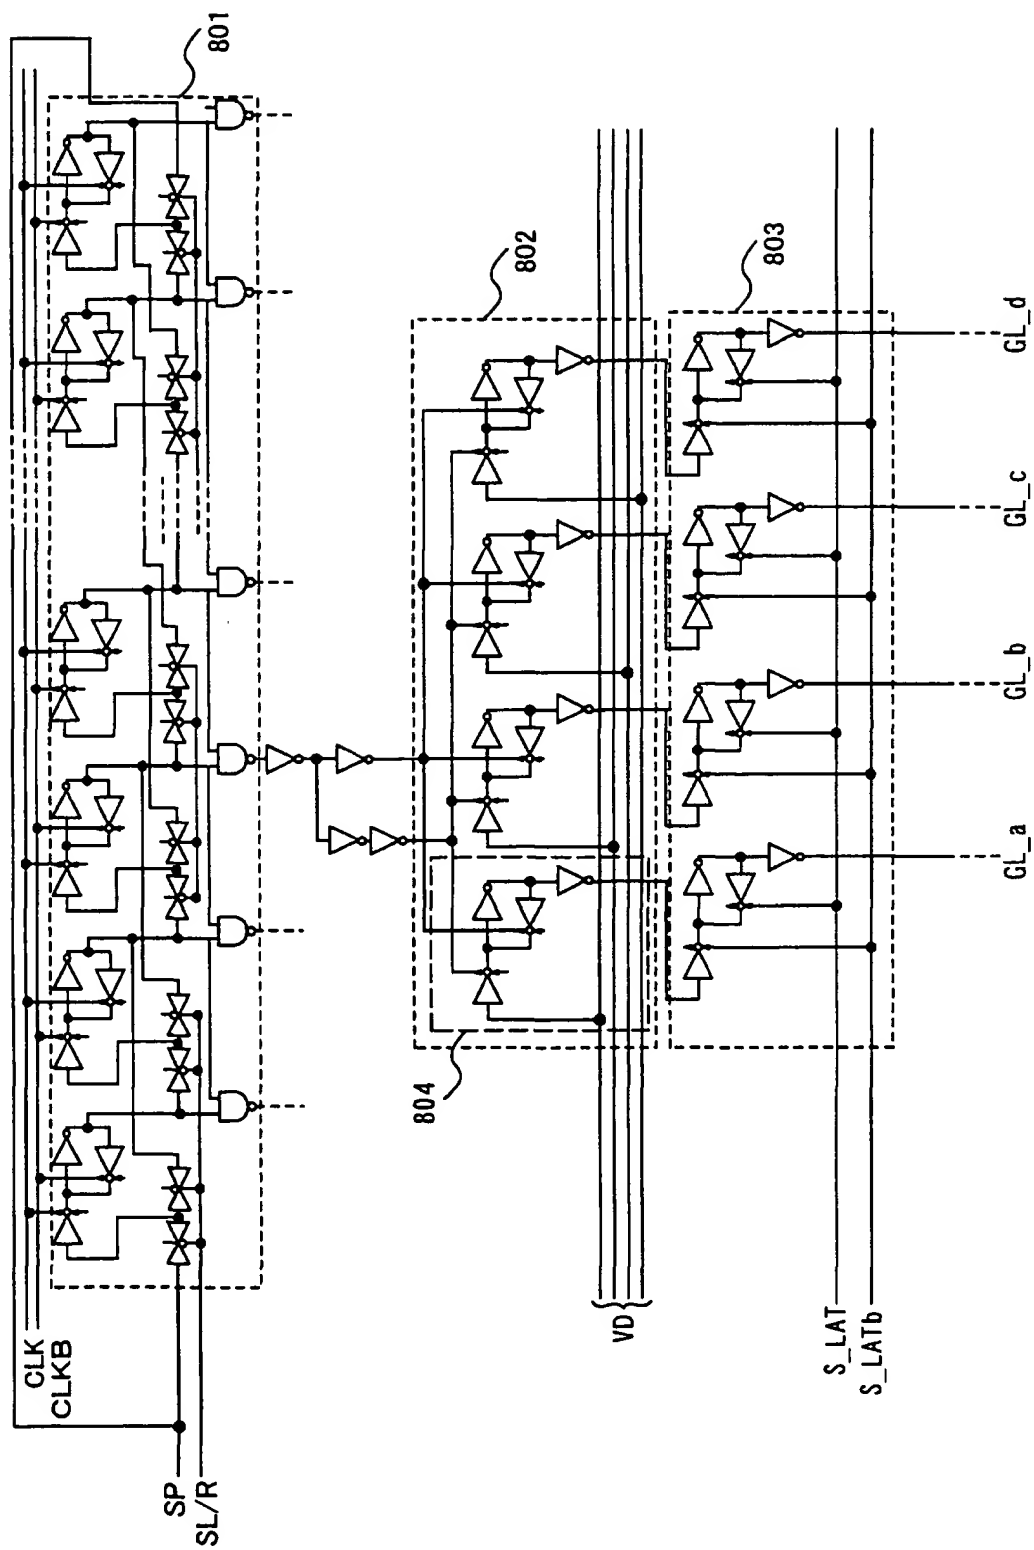 801
CLK
CLKB
SP
SL/R
802
804
VD
803
S_LAT
S_LATb
GL_a
GL_b
GL_c
GL_d